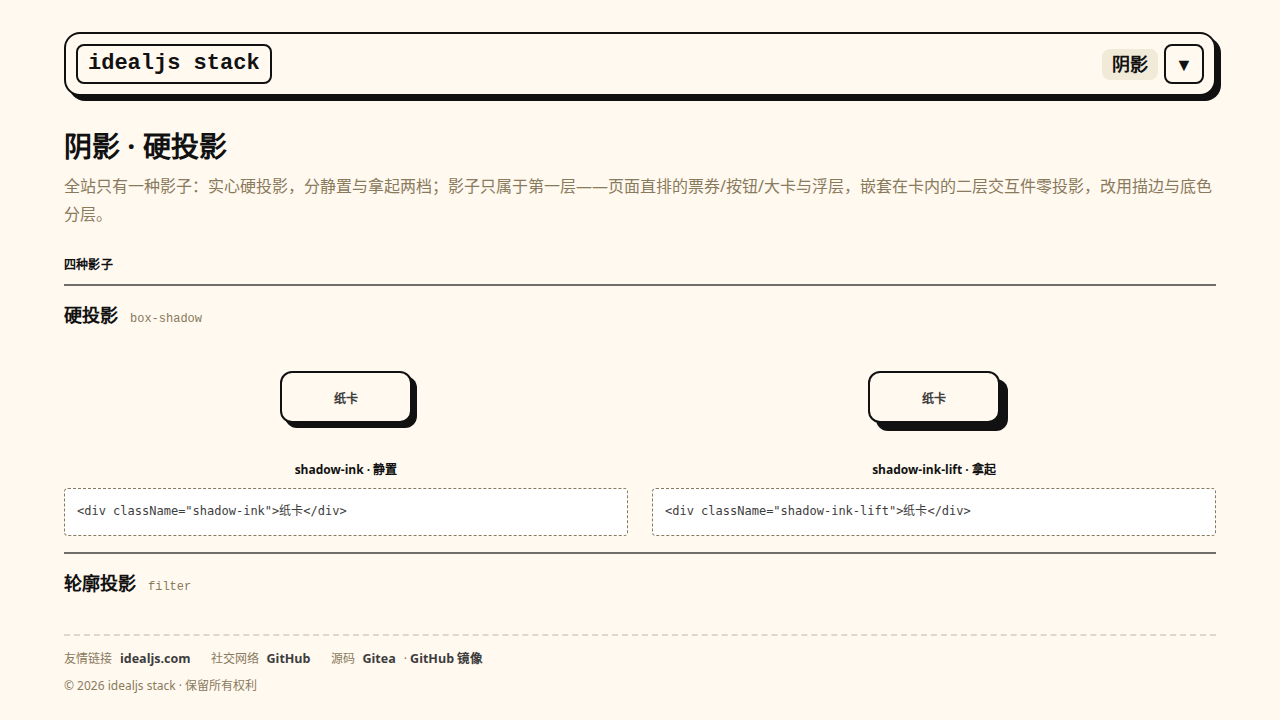 idealjs stack
阴影
▼
阴影 · 硬投影
全站只有一种影子：实心硬投影，分静置与拿起两档；影子只属于第一层——页面直排的票券/按钮/大卡与浮层，嵌套在卡内的二层交互件零投影，改用描边与底色
分层。
四种影子
硬投影 box-shadow
纸卡
纸卡
shadow-ink · 静置
shadow-ink-lift · 拿起
<div className="shadow-ink">纸卡</div>
<div className="shadow-ink-lift">纸卡</div>
轮廓投影 filter
友情链接 idealjs.com 社交网络 GitHub 源码 Gitea · GitHub 镜像
© 2026 idealjs stack · 保留所有权利